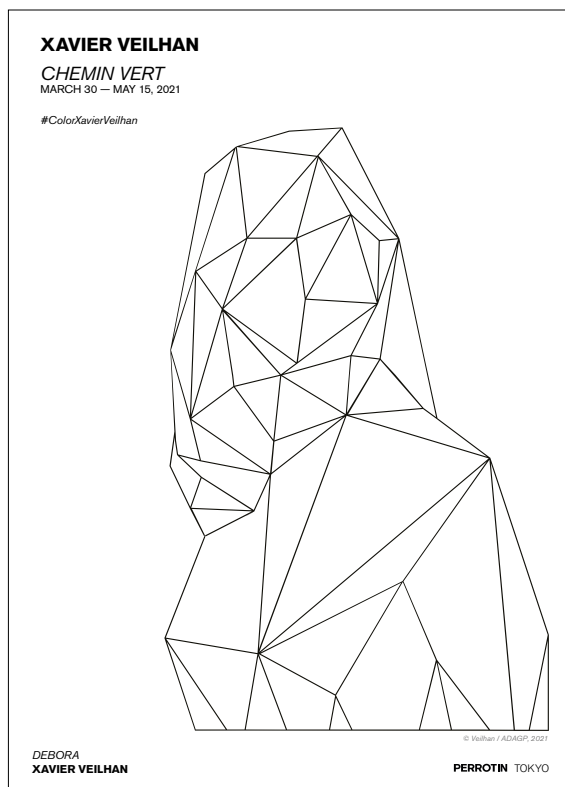 XAVIER VEILHAN
CHEMIN VERT
MARCH 30 — MAY 15, 2021
#ColorXavierVeilhan
© Veilhan / ADAGP, 2021
DEBORA
XAVIER VEILHAN
PERROTIN TOKYO